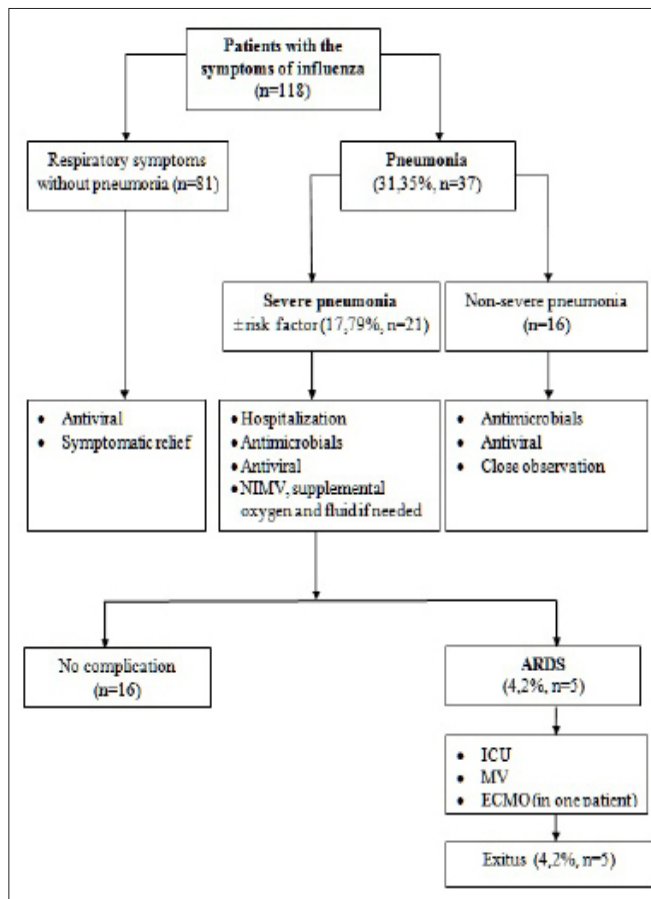 Patients with the
symptoms of influenza
(n=118)
Respiratory symptoms
without pneumonia (n=81)
Pneumonia
(31,35%, n=37)
Severe pneumonia
±risk factor (17,79%, n=21)
Non-severe pneumonia
(n=16)
• Antiviral
• Symptomatic relief
• Hospitalization
• Antimicrobials
• Antiviral
• NIMV, supplemental
oxygen and fluid if needed
• Antimicrobials
• Antiviral
• Close observation
No complication
(n=16)
ARDS
(4,2%, n=5)
• ICU
• MV
• ECMO (in one patient)
Exitus (4,2%, n=5)